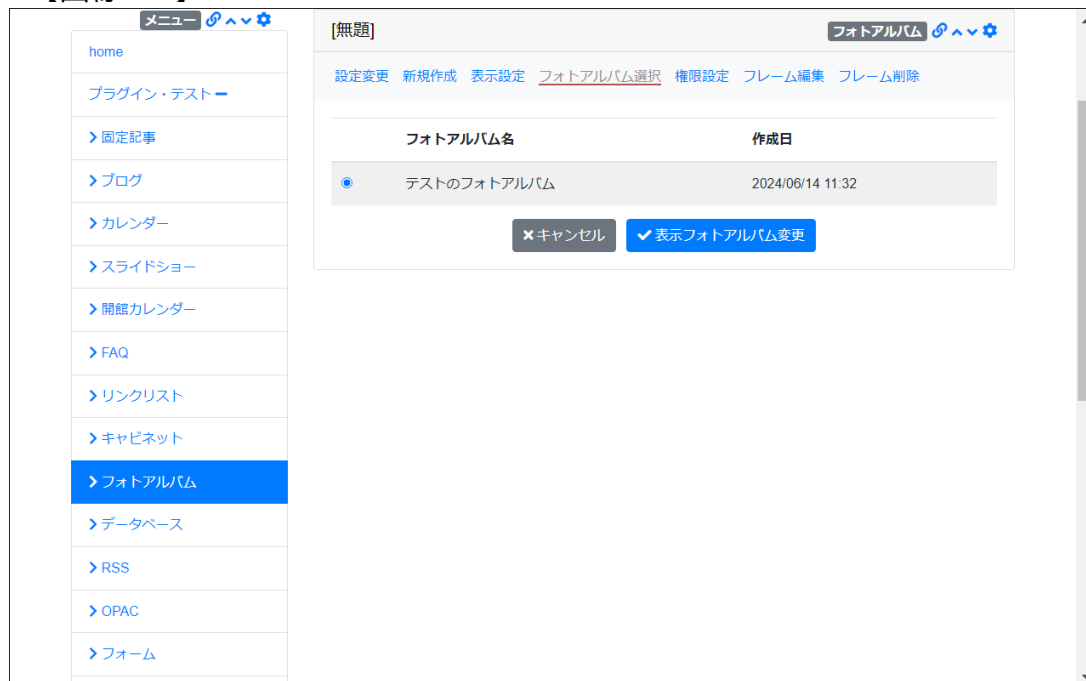 メニュー
home
プラグイン・テスト
固定記事
ブログ
カレンダー
スライドショー
開館カレンダー
FAQ
リンクリスト
キャビネット
フォトアルバム
データベース
RSS
OPAC
フォーム
[無題]
フォトアルバム
設定変更 新規作成 表示設定 フォトアルバム選択 権限設定 フレーム編集 フレーム削除
フォトアルバム名 作成日
テストのフォトアルバム 2024/06/14 11:32
キャンセル 表示フォトアルバム変更